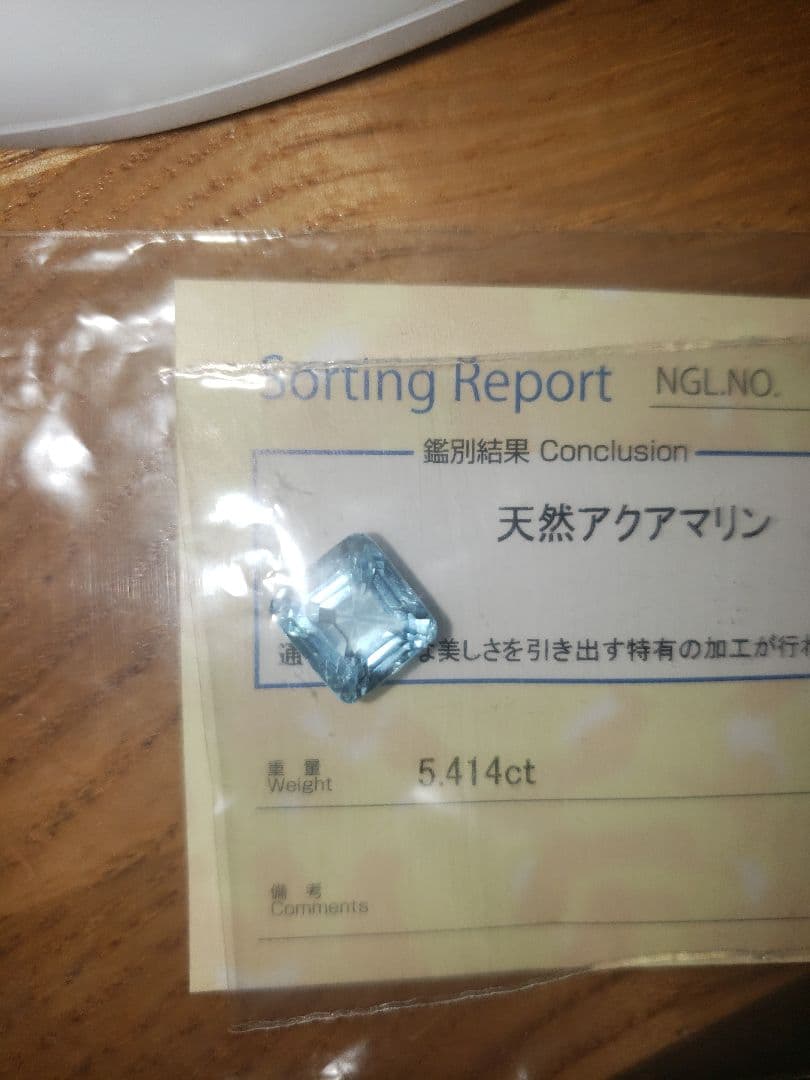 Sorting Report NGL.NO.
鑑別結果 Conclusion
天然アクアマリン
通 美しさを引き出す特有の加工が行
重量
Weight 5.414ct
備考
Comments